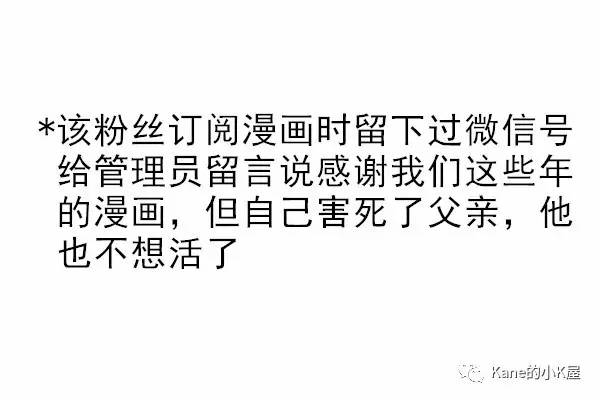 *该粉丝订阅漫画时留下过微信号
给管理员留言说感谢我们这些年
的漫画，但自己害死了父亲，他
也不想活了
Kane的小K屋